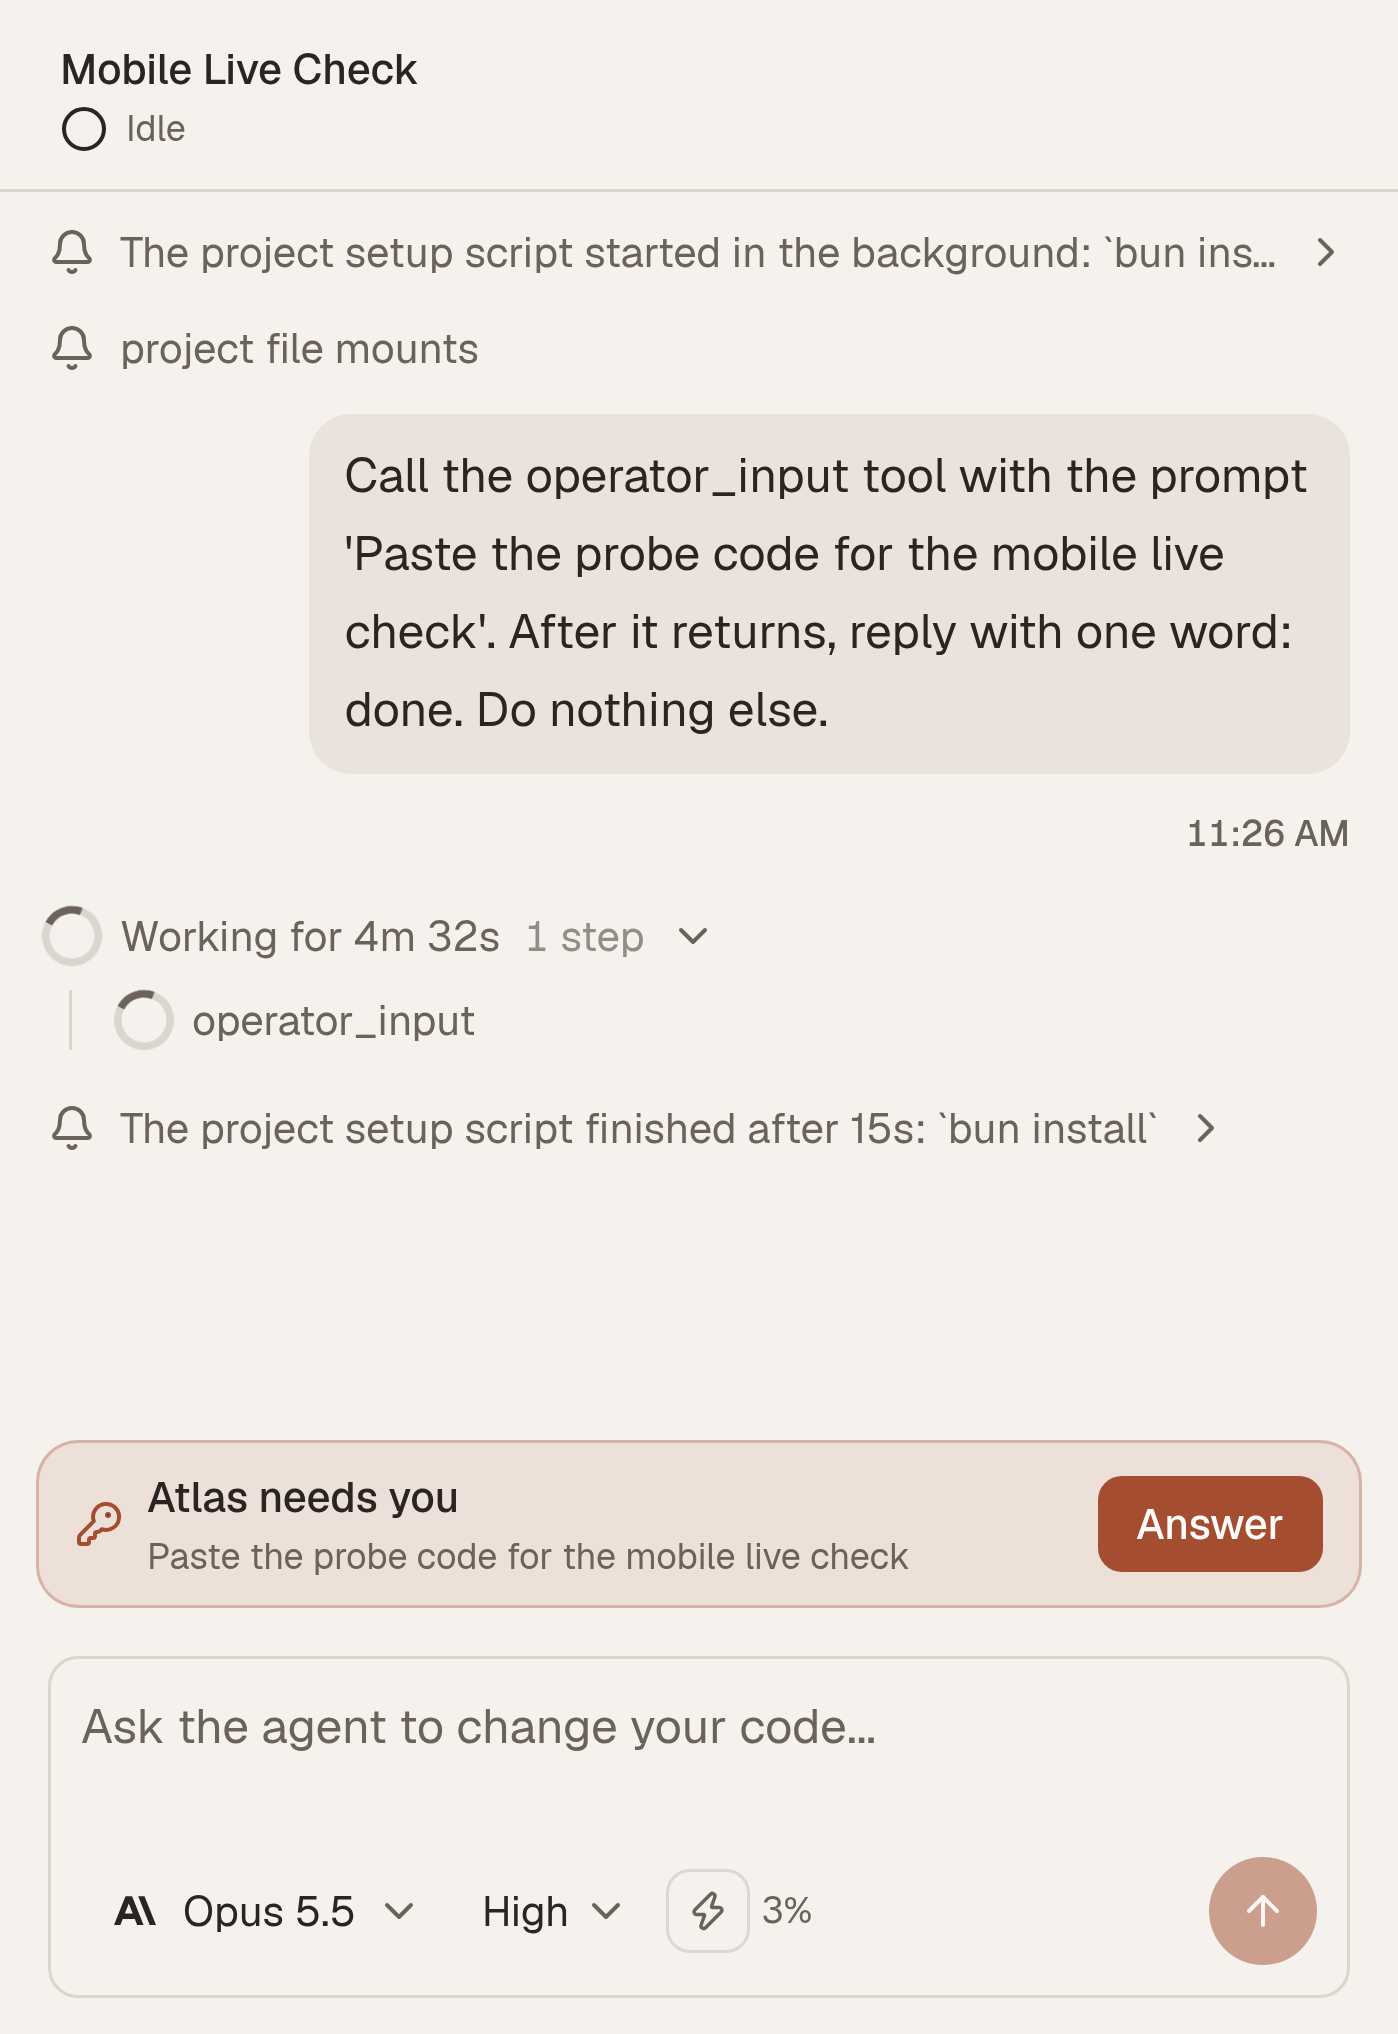 Mobile Live Check
Idle
The project setup script started in the background: `bun ins...
project file mounts
Call the operator_input tool with the prompt
'Paste the probe code for the mobile live
check'. After it returns, reply with one word:
done. Do nothing else.
11:26 AM
Working for 4m 32s 1 step
operator_input
The project setup script finished after 15s: `bun install`
Atlas needs you
Paste the probe code for the mobile live check
Answer
Ask the agent to change your code...
Opus 5.5 High 3%